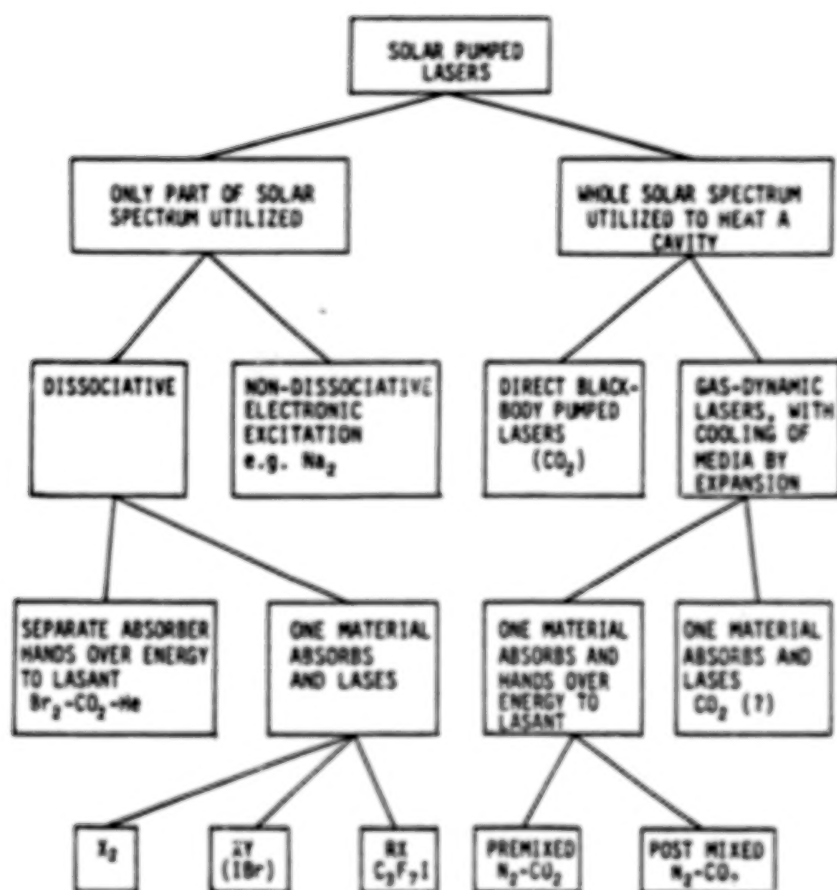 SOLAR PUMPED
LASERS
ONLY PART OF SOLAR
SPECTRUM UTILIZED
WHOLE SOLAR SPECTRUM
UTILIZED TO HEAT A
CAVITY
DISSOCIATIVE
NON-DISSOCIATIVE
ELECTRONIC
EXCITATION
e.g. Na₂
DIRECT BLACK-
BODY PUMPED
LASERS
(CO₂)
GAS-DYNAMIC
LASERS, WITH
COOLING OF
MEDIA BY
EXPANSION
SEPARATE ABSORBER
HANDS OVER ENERGY
TO LASANT
Br₂-CO₂-He
ONE MATERIAL
ABSORBS
AND LASES
ONE MATERIAL
ABSORBS AND
HANDS OVER
ENERGY TO
LASANT
ONE MATERIAL
ABSORBS AND
LASES
CO₂ (?)
X₂
XY
(IBr)
RX
C₃F₇I
PREMIXED
N₂-CO₂
POST MIXED
N₂-CO₂